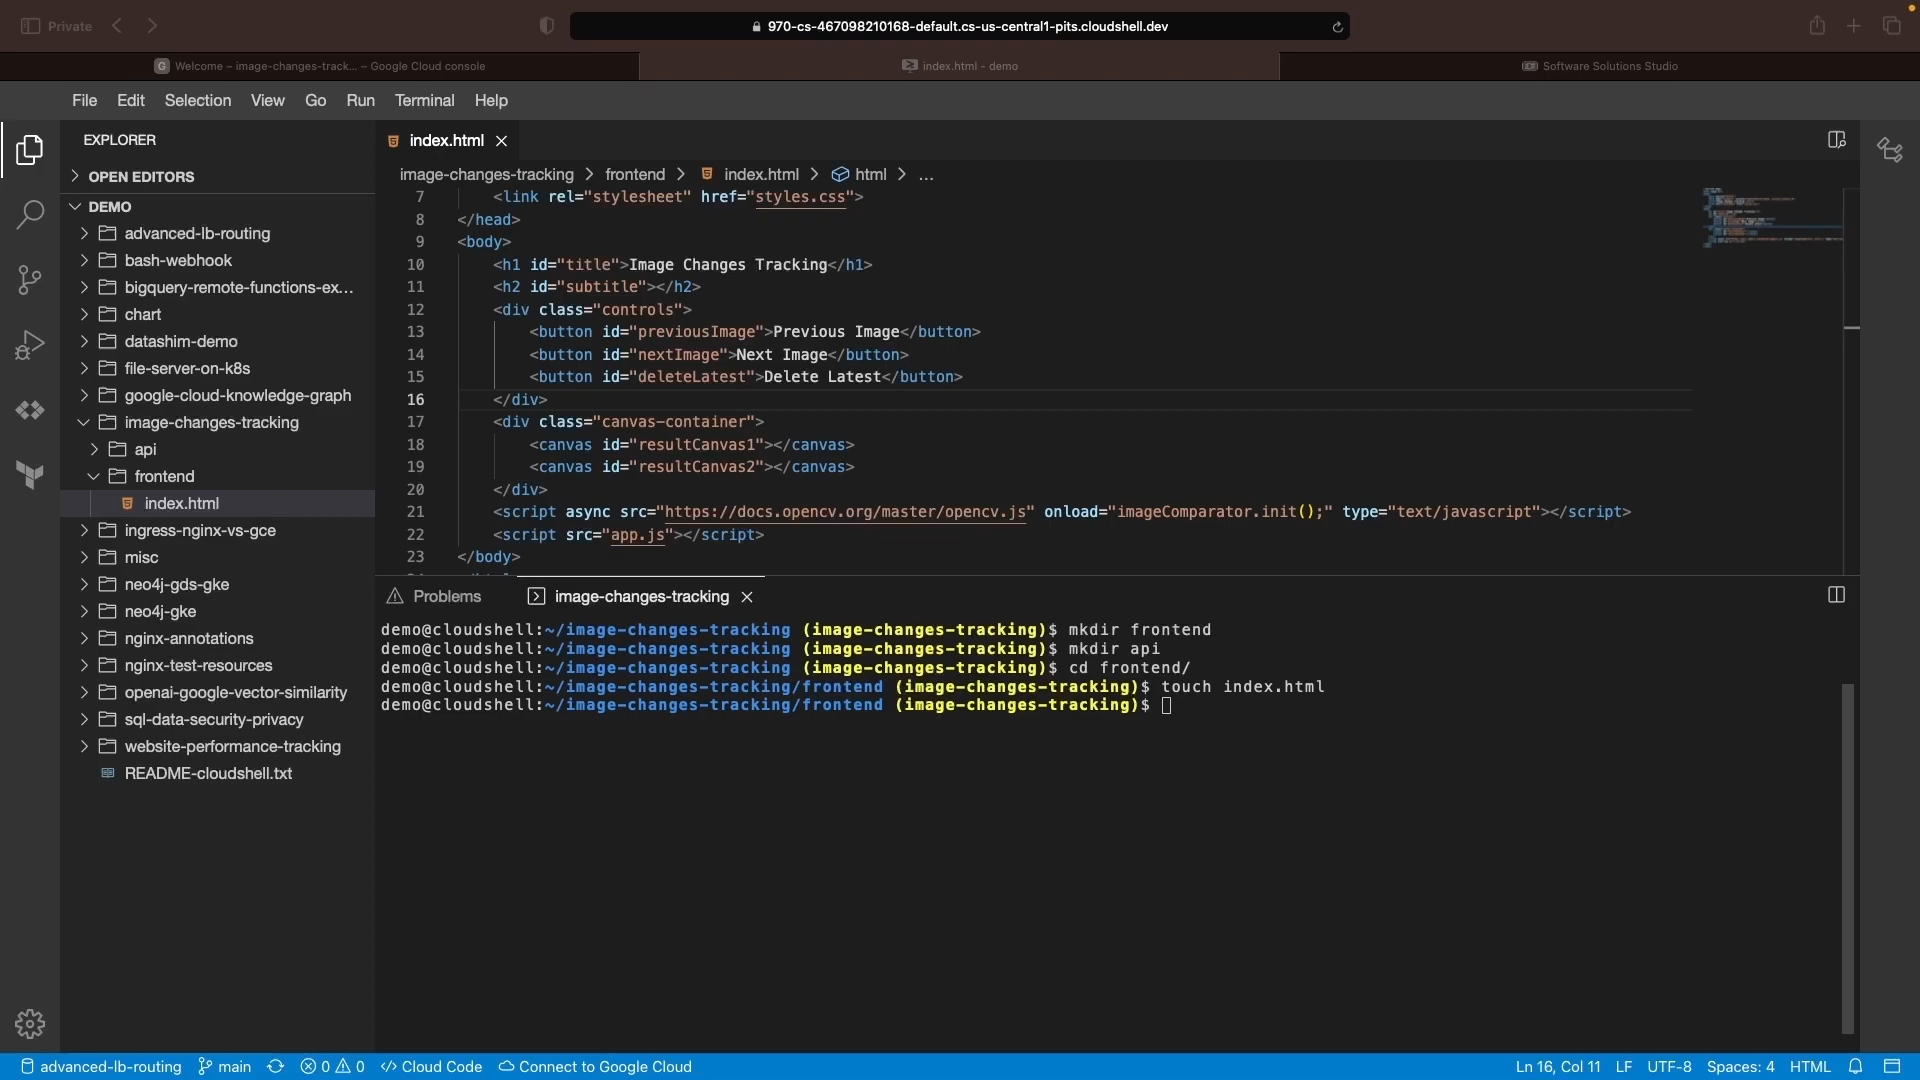 Private
970-cs-467098210168-default.cs-us-central1-pits.cloudshell.dev
G Welcome – image-changes-track... – Google Cloud console
index.html - demo
Software Solutions Studio
File Edit Selection View Go Run Terminal Help
EXPLORER
OPEN EDITORS
DEMO
advanced-lb-routing
bash-webhook
bigquery-remote-functions-ex...
chart
datashim-demo
file-server-on-k8s
google-cloud-knowledge-graph
image-changes-tracking
api
frontend
index.html
ingress-nginx-vs-gce
misc
neo4j-gds-gke
neo4j-gke
nginx-annotations
nginx-test-resources
openai-google-vector-similarity
sql-data-security-privacy
website-performance-tracking
README-cloudshell.txt
index.html
image-changes-tracking > frontend > index.html > html > ...
7 <link rel="stylesheet" href="styles.css">
8 </head>
9 <body>
10 <h1 id="title">Image Changes Tracking</h1>
11 <h2 id="subtitle"></h2>
12 <div class="controls">
13 <button id="previousImage">Previous Image</button>
14 <button id="nextImage">Next Image</button>
15 <button id="deleteLatest">Delete Latest</button>
16 </div>
17 <div class="canvas-container">
18 <canvas id="resultCanvas1"></canvas>
19 <canvas id="resultCanvas2"></canvas>
20 </div>
21 <script async src="https://docs.opencv.org/master/opencv.js" onload="imageComparator.init();" type="text/javascript"></script>
22 <script src="app.js"></script>
23 </body>
Problems
image-changes-tracking
demo@cloudshell:~/image-changes-tracking (image-changes-tracking)$ mkdir frontend
demo@cloudshell:~/image-changes-tracking (image-changes-tracking)$ mkdir api
demo@cloudshell:~/image-changes-tracking (image-changes-tracking)$ cd frontend/
demo@cloudshell:~/image-changes-tracking/frontend (image-changes-tracking)$ touch index.html
demo@cloudshell:~/image-changes-tracking/frontend (image-changes-tracking)$
advanced-lb-routing main 0 0 Cloud Code Connect to Google Cloud
Ln 16, Col 11 LF UTF-8 Spaces: 4 HTML